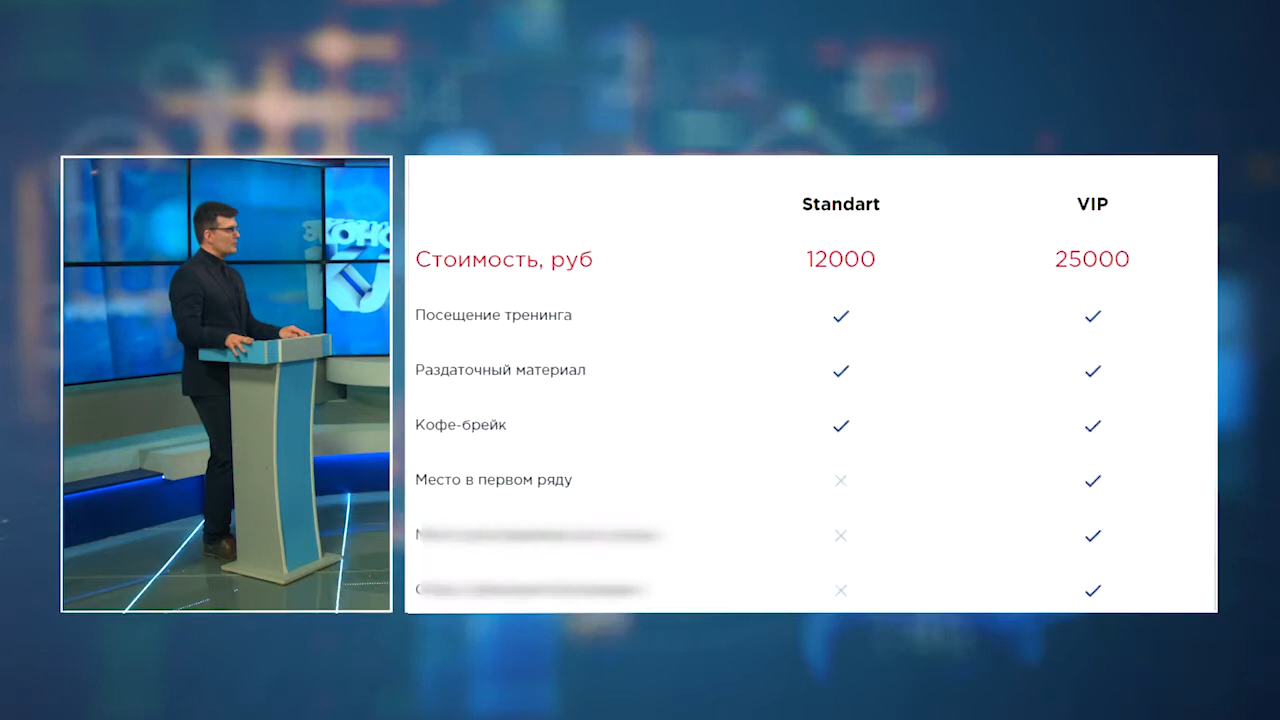 Standart VIP
Стоимость, руб 12000 25000
Посещение тренинга
Раздаточный материал
Кофе-брейк
Место в первом ряду